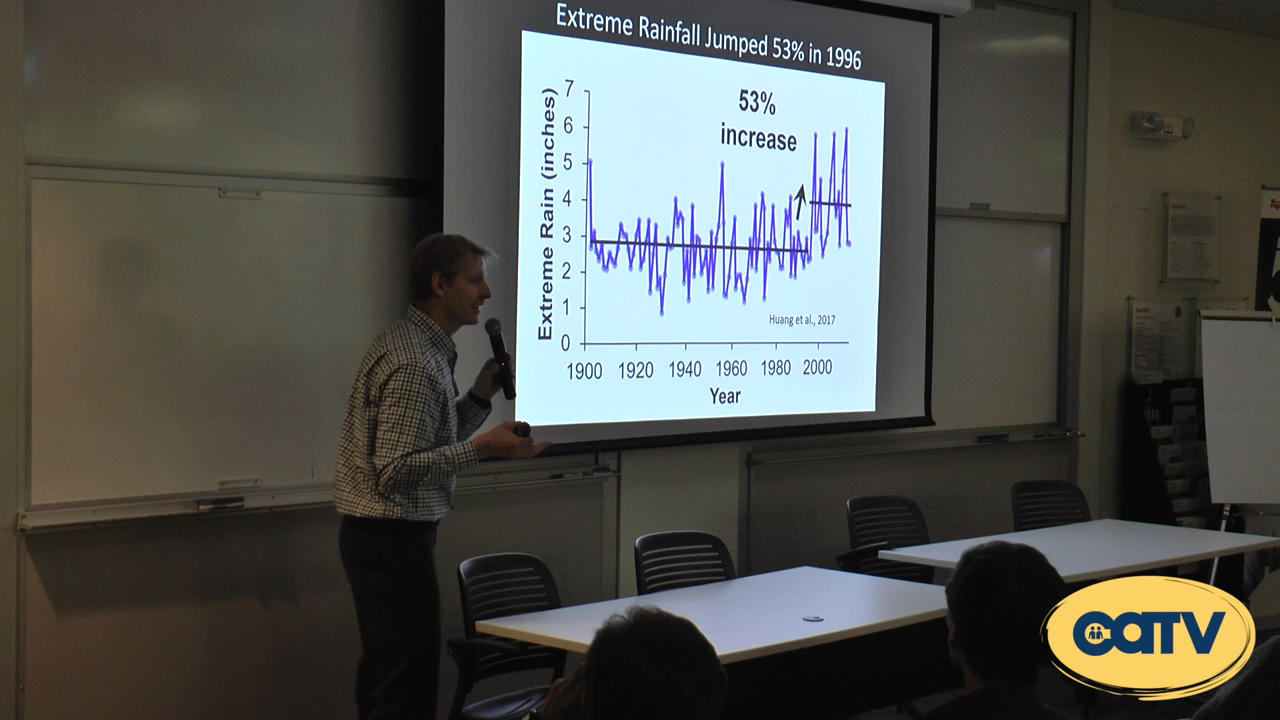 Extreme Rainfall Jumped 53% in 1996
53%
increase
Extreme Rain (inches)
7
6
5
4
3
2
1
0
Huang et al., 2017
1900 1920 1940 1960 1980 2000
Year
CATV